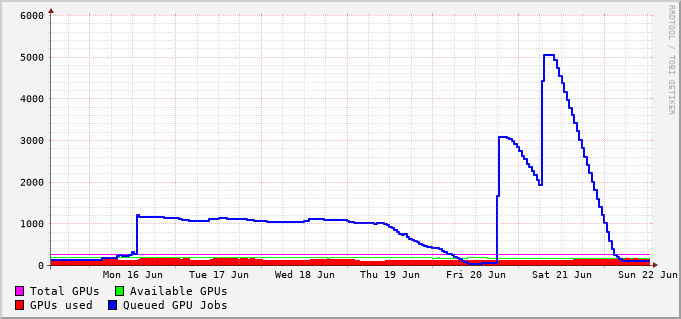 6000
5000
4000
3000
2000
1000
0
Mon 16 Jun Tue 17 Jun Wed 18 Jun Thu 19 Jun Fri 20 Jun Sat 21 Jun Sun 22 Jun
Total GPUs Available GPUs
GPUs used Queued GPU Jobs
RRDTOOL / TOBI OETIKER